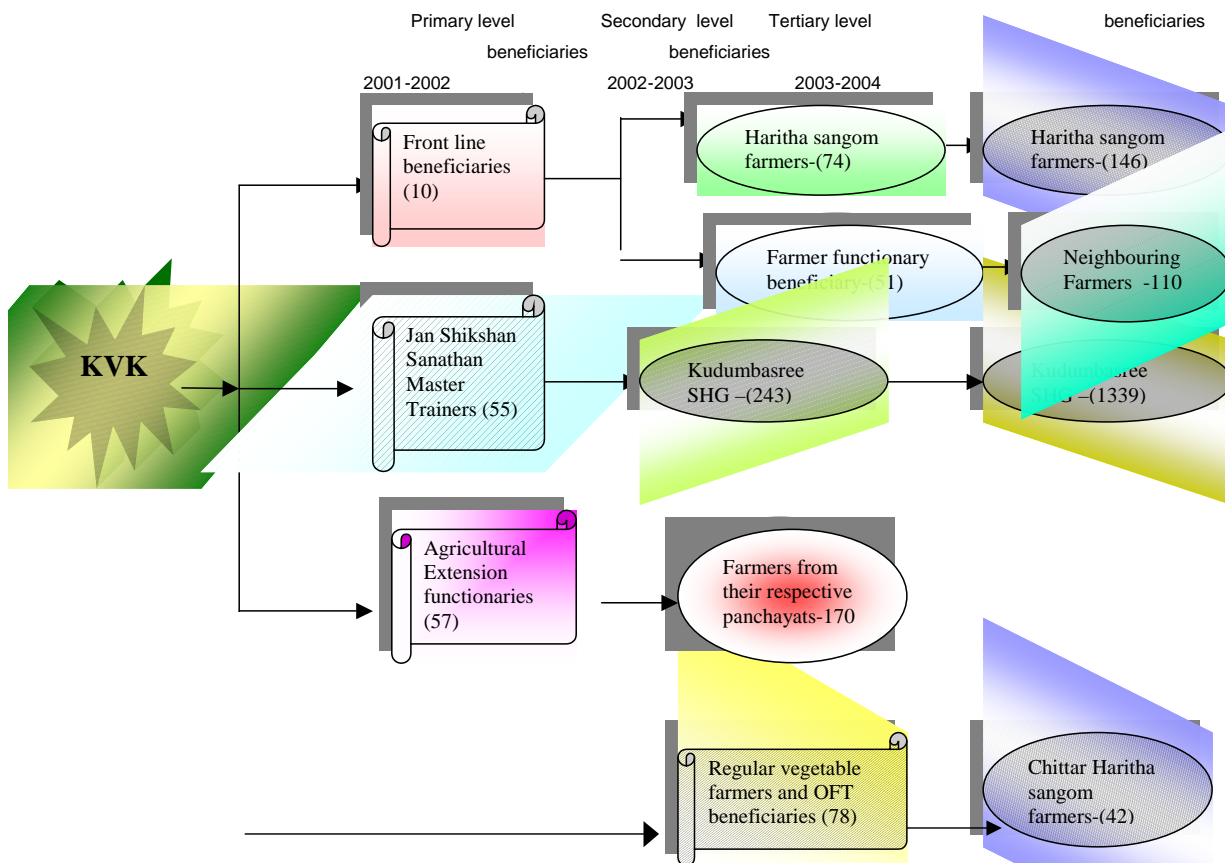 Primary level Secondary level Tertiary level beneficiaries
beneficiaries beneficiaries
2001-2002 2002-2003 2003-2004
Front line
beneficiaries
(10)
Haritha sangom
farmers-(74)
Haritha sangom
farmers-(146)
Farmer functionary
beneficiary-(51)
Neighbouring
Farmers -110
KVK
Jan Shikshan
Sanathan
Master
Trainers (55)
Kudumbasree
SHG –(243)
Kudumbasree
SHG –(1339)
Agricultural
Extension
functionaries
(57)
Farmers from
their respective
panchayats-170
Regular vegetable
farmers and OFT
beneficiaries (78)
Chittar Haritha
sangom
farmers-(42)